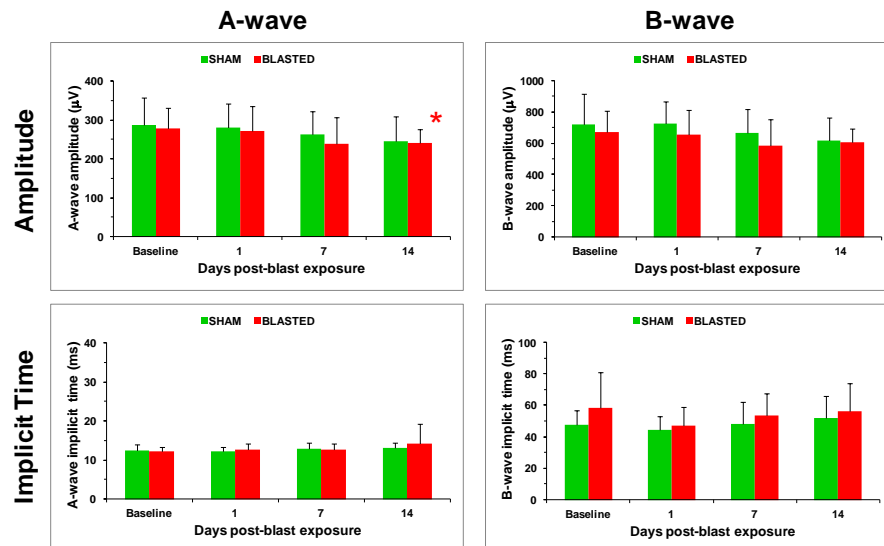 A-wave
B-wave
Amplitude
SHAM BLASTED
A-wave amplitude (µV)
400
300
200
100
0
*
Baseline 1 7 14
Days post-blast exposure
SHAM BLASTED
B-wave amplitude (µV)
1000
800
600
400
200
0
Baseline 1 7 14
Days post-blast exposure
Implicit Time
SHAM BLASTED
A-wave impilicit time (ms)
40
30
20
10
0
Baseline 1 7 14
Days post-blast exposure
SHAM BLASTED
B-wave implicit time (ms)
100
80
60
40
20
0
Baseline 1 7 14
Days post-blast exposure